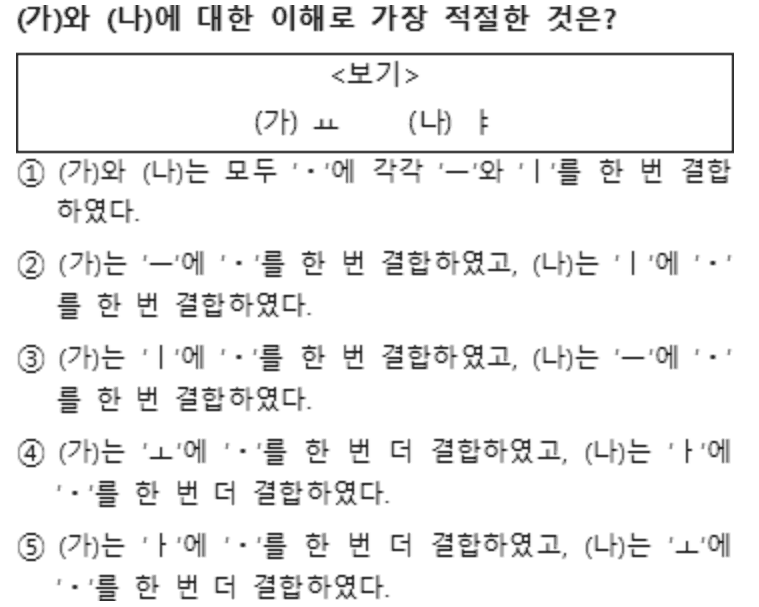 (가)와 (나)에 대한 이해로 가장 적절한 것은?
<보기>
(가) ㅛ (나) ㅑ
① (가)와 (나)는 모두 '·'에 각각 'ㅡ'와 'ㅣ'를 한 번 결합
하였다.
② (가)는 'ㅡ'에 '·'를 한 번 결합하였고, (나)는 'ㅣ'에 '·'
를 한 번 결합하였다.
③ (가)는 'ㅣ'에 '·'를 한 번 결합하였고, (나)는 'ㅡ'에 '·'
를 한 번 결합하였다.
④ (가)는 'ㅗ'에 '·'를 한 번 더 결합하였고, (나)는 'ㅏ'에
'·'를 한 번 더 결합하였다.
⑤ (가)는 'ㅏ'에 '·'를 한 번 더 결합하였고, (나)는 'ㅗ'에
'·'를 한 번 더 결합하였다.